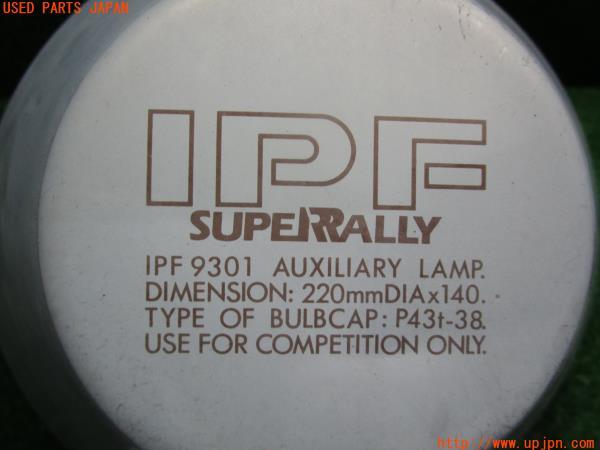 USED PARTS JAPAN
IPF
SUPERRALLY
IPF 9301 AUXILIARY LAMP.
DIMENSION: 220mmDIAx140.
TYPE OF BULBCAP: P43t-38.
USE FOR COMPETITION ONLY.
http://www.upjpn.com/